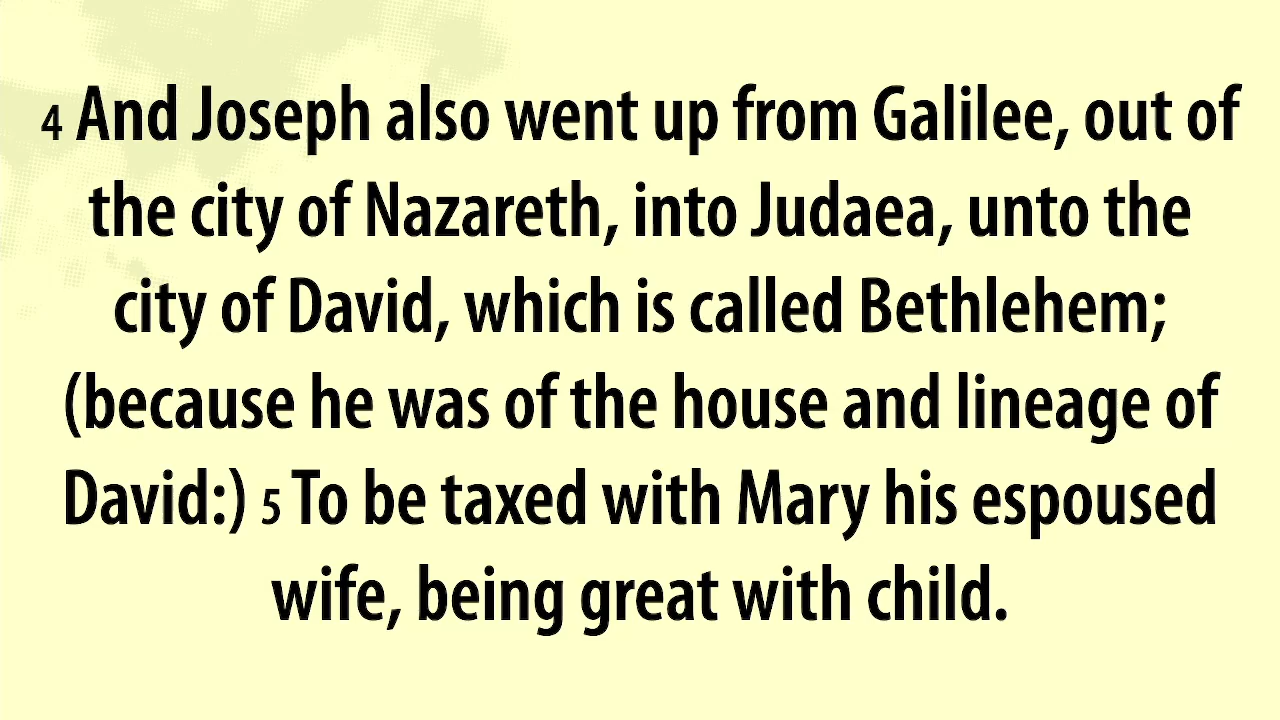 4 And Joseph also went up from Galilee, out of
the city of Nazareth, into Judaea, unto the
city of David, which is called Bethlehem;
(because he was of the house and lineage of
David:) 5 To be taxed with Mary his espoused
wife, being great with child.